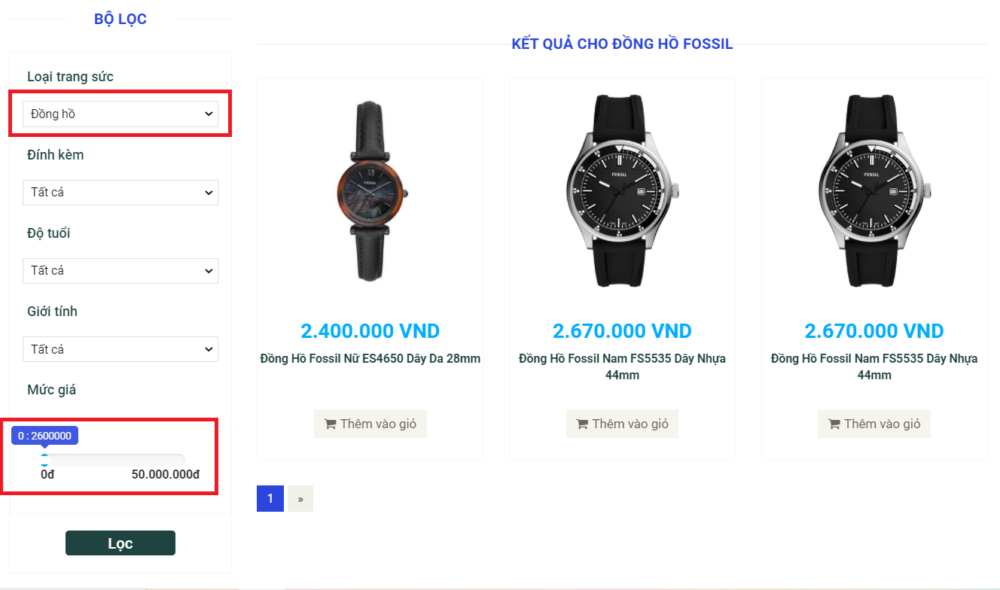 BỘ LỌC
Loại trang sức
Đồng hồ
Đính kèm
Tất cả
Độ tuổi
Tất cả
Giới tính
Tất cả
Mức giá
0 : 2600000
0đ
50.000.000đ
Lọc
KẾT QUẢ CHO ĐỒNG HỒ FOSSIL
FOSSIL
2.400.000 VND
Đồng Hồ Fossil Nữ ES4650 Dây Da 28mm
Thêm vào giỏ
FOSSIL
2.670.000 VND
Đồng Hồ Fossil Nam FS5535 Dây Nhựa
44mm
Thêm vào giỏ
FOSSIL
2.670.000 VND
Đồng Hồ Fossil Nam FS5535 Dây Nhựa
44mm
Thêm vào giỏ
1 »